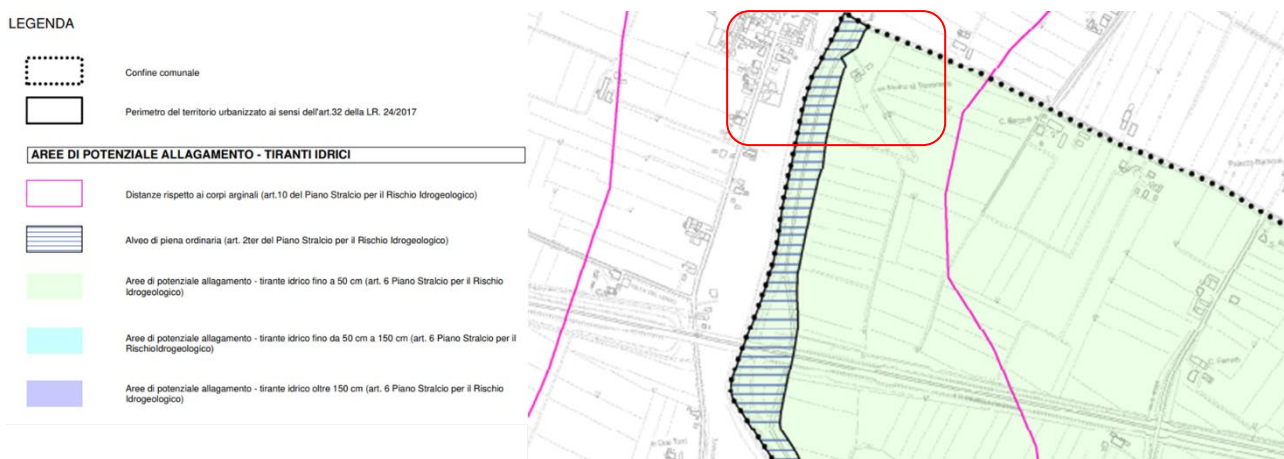 LEGENDA
Confine comunale
Perimetro del territorio urbanizzato ai sensi dell'art.32 della LR. 24/2017
AREE DI POTENZIALE ALLAGAMENTO - TIRANTI IDRICI
Distanze rispetto ai corpi arginali (art.10 del Piano Stralcio per il Rischio Idrogeologico)
Alveo di piena ordinaria (art. 2ter del Piano Stralcio per il Rischio Idrogeologico)
Aree di potenziale allagamento - tirante idrico fino a 50 cm (art. 6 Piano Stralcio per il Rischio
Idrogeologico)
Aree di potenziale allagamento - tirante idrico fino da 50 cm a 150 cm (art. 6 Piano Stralcio per il
RischioIdrogeologico)
Aree di potenziale allagamento - tirante idrico oltre 150 cm (art. 6 Piano Stralcio per il Rischio
Idrogeologico)